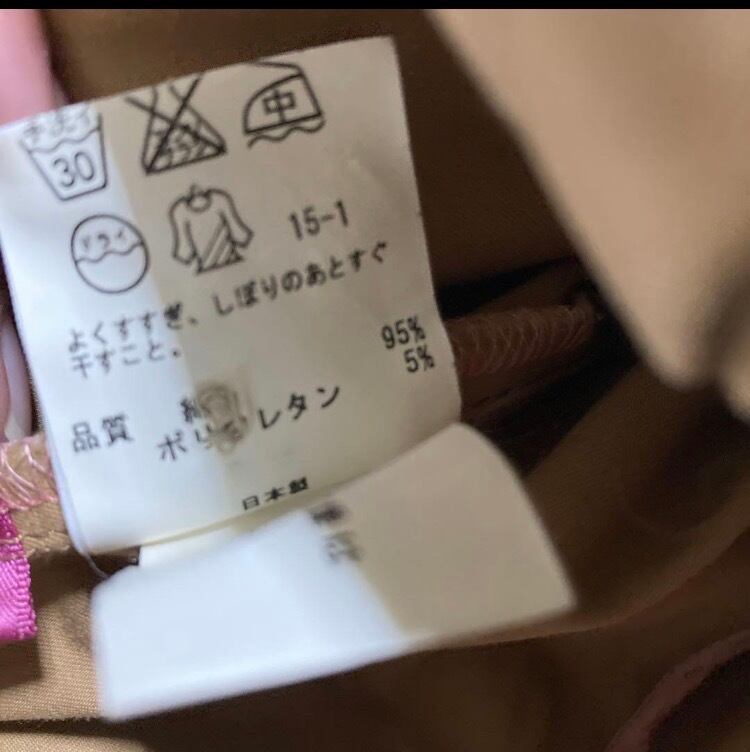 手洗イ
30
中
ドライ
15-1
よくすすぎ、しぼりのあとすぐ
干すこと。
95%
5%
品質 綿
ポリウレタン
日本製